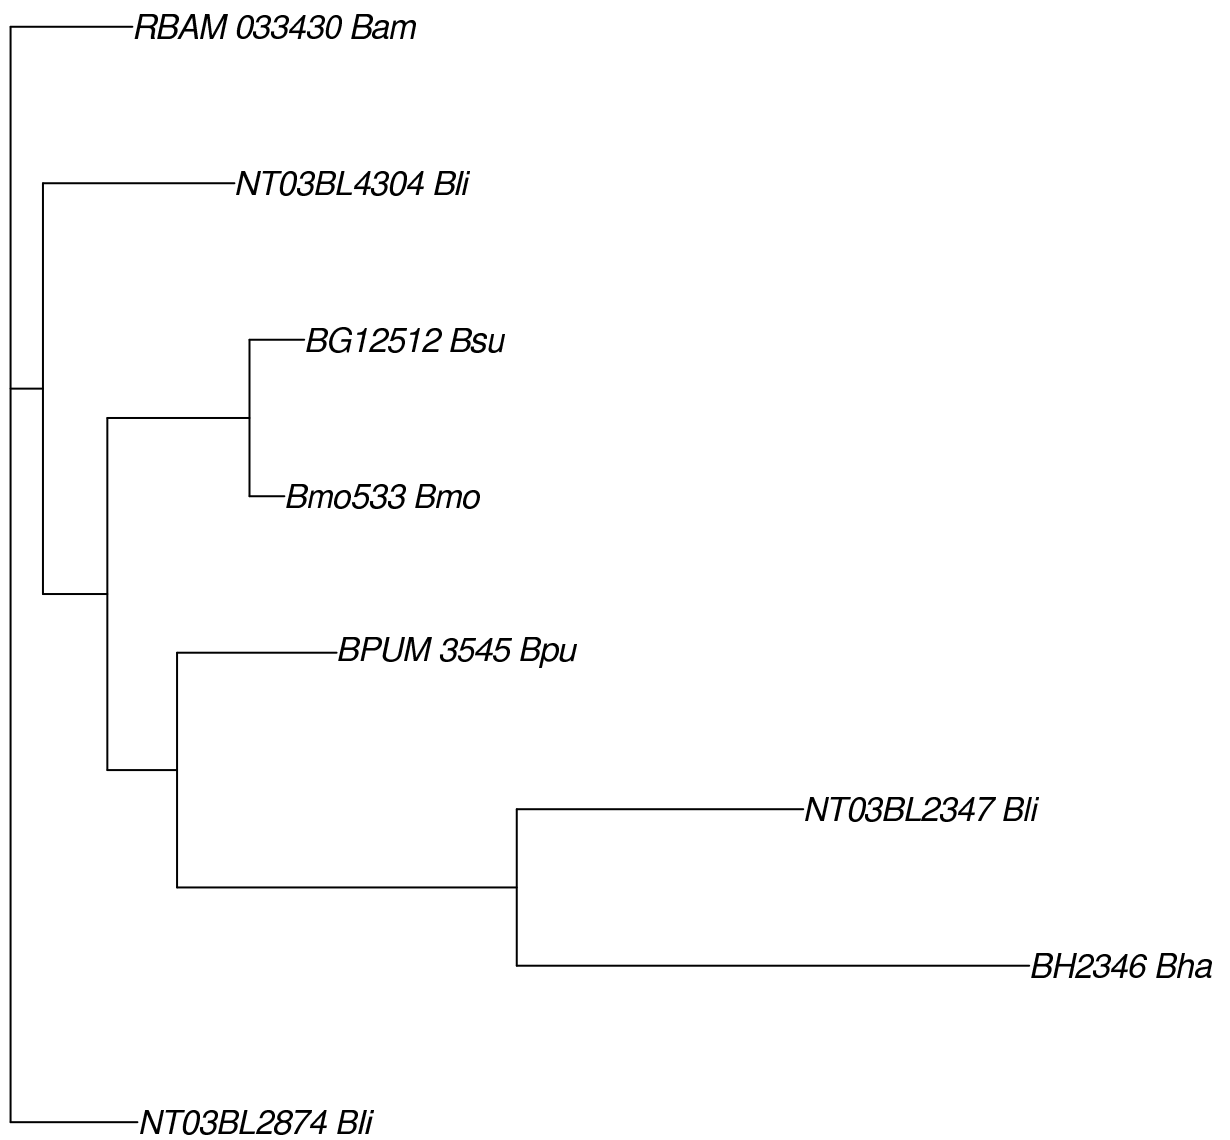 RBAM 033430 Bam
NT03BL4304 Bli
BG12512 Bsu
Bmo533 Bmo
BPUM 3545 Bpu
NT03BL2347 Bli
BH2346 Bha
NT03BL2874 Bli